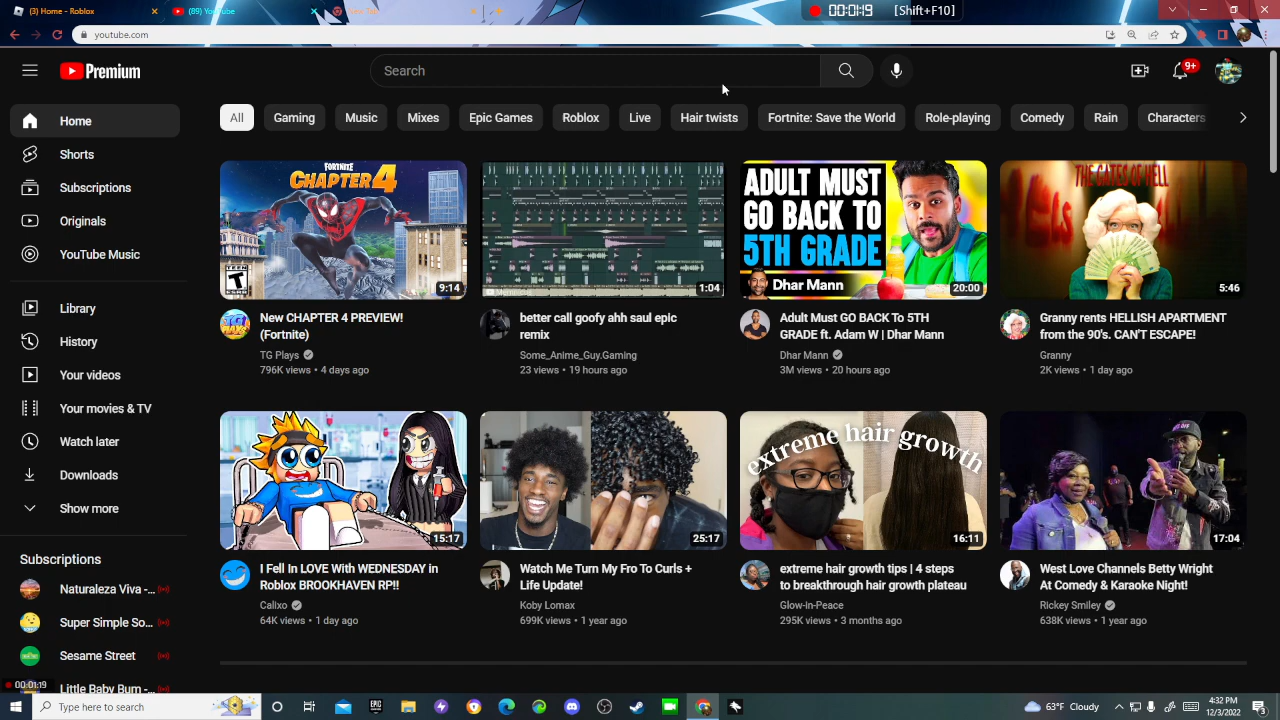 (3) Home - Roblox
(89) YouTube
00:01:19 [Shift+F10]
youtube.com
Premium
Search
9+
Home
Shorts
Subscriptions
Originals
YouTube Music
Library
History
Your videos
Your movies & TV
Watch later
Downloads
Show more
Subscriptions
Naturaleza Viva -...
Super Simple So...
Sesame Street
Little Baby Bum -...
00:01:19
All
Gaming
Music
Mixes
Epic Games
Roblox
Live
Hair twists
Fortnite: Save the World
Role-playing
Comedy
Rain
Characters
FORTNITE
CHAPTER 4
9:14
New CHAPTER 4 PREVIEW!
(Fortnite)
TG Plays
796K views • 4 days ago
1:04
better call goofy ahh saul epic
remix
Some_Anime_Guy.Gaming
23 views • 19 hours ago
ADULT MUST
GO BACK TO
5TH GRADE
Dhar Mann
20:00
Adult Must GO BACK To 5TH
GRADE ft. Adam W | Dhar Mann
Dhar Mann
3M views • 20 hours ago
THE GATES OF HELL
5:46
Granny rents HELLISH APARTMENT
from the 90's. CAN'T ESCAPE!
Granny
2K views • 1 day ago
15:17
I Fell In LOVE With WEDNESDAY in
Roblox BROOKHAVEN RP!!
Calixo
64K views • 1 day ago
25:17
Watch Me Turn My Fro To Curls +
Life Update!
Koby Lomax
699K views • 1 year ago
extreme hair growth
16:11
extreme hair growth tips | 4 steps
to breakthrough hair growth plateau
Glow-in-Peace
295K views • 3 months ago
17:04
West Love Channels Betty Wright
At Comedy & Karaoke Night!
Rickey Smiley
638K views • 1 year ago
Type here to search
63°F Cloudy
4:32 PM
12/3/2022